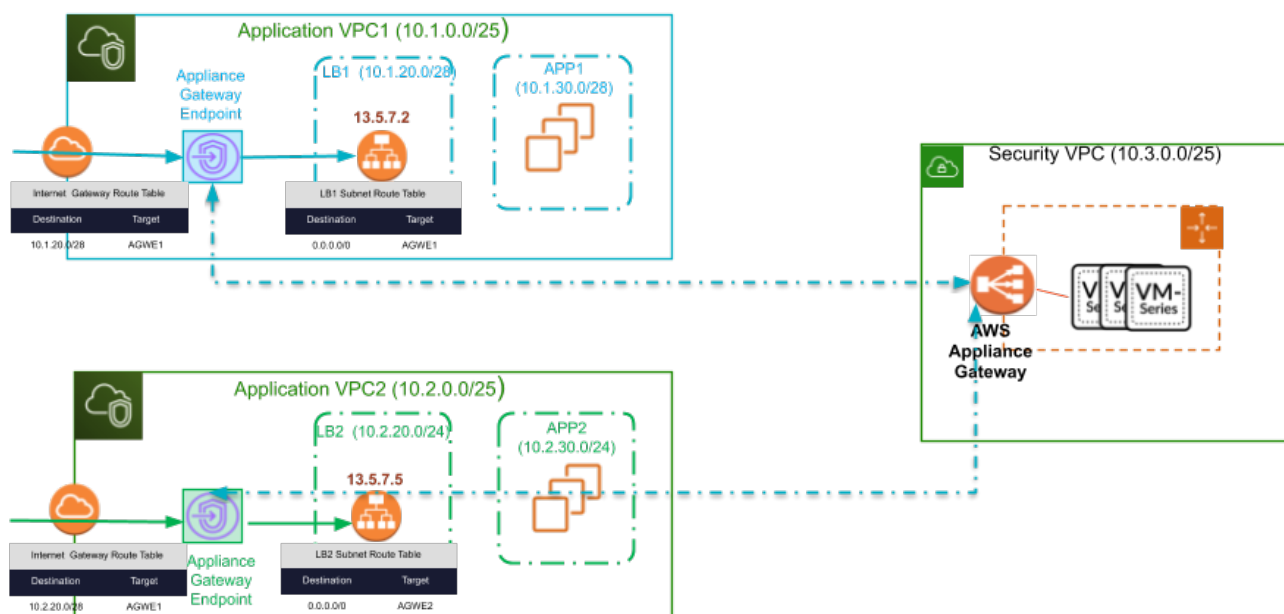 Application VPC1 (10.1.0.0/25)
Appliance
Gateway
Endpoint
LB1 (10.1.20.0/28)
13.5.7.2
APP1
(10.1.30.0/28)
Internet Gateway Route Table
Destination Target
10.1.20.0/28 AGWE1
LB1 Subnet Route Table
Destination Target
0.0.0.0/0 AGWE1
Security VPC (10.3.0.0/25)
AWS
Appliance
Gateway
VM-
Series
Application VPC2 (10.2.0.0/25)
LB2 (10.2.20.0/24)
13.5.7.5
APP2
(10.2.30.0/24)
Internet Gateway Route Table
Destination Target
10.2.20.0/28 AGWE1
Appliance
Gateway
Endpoint
LB2 Subnet Route Table
Destination Target
0.0.0.0/0 AGWE2